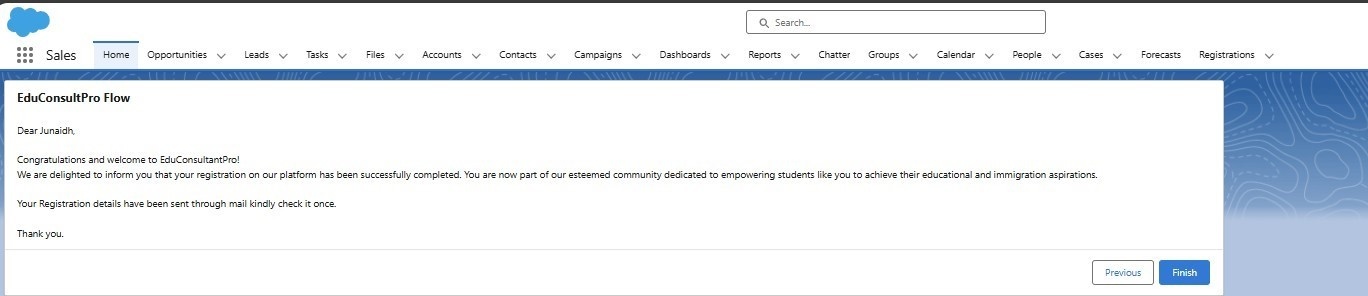 Search...
Sales Home Opportunities Leads Tasks Files Accounts Contacts Campaigns Dashboards Reports Chatter Groups Calendar People Cases Forecasts Registrations
EduConsultPro Flow
Dear Junaidh,
Congratulations and welcome to EduConsultantPro!
We are delighted to inform you that your registration on our platform has been successfully completed. You are now part of our esteemed community dedicated to empowering students like you to achieve their educational and immigration aspirations.
Your Registration details have been sent through mail kindly check it once.
Thank you.
Previous Finish